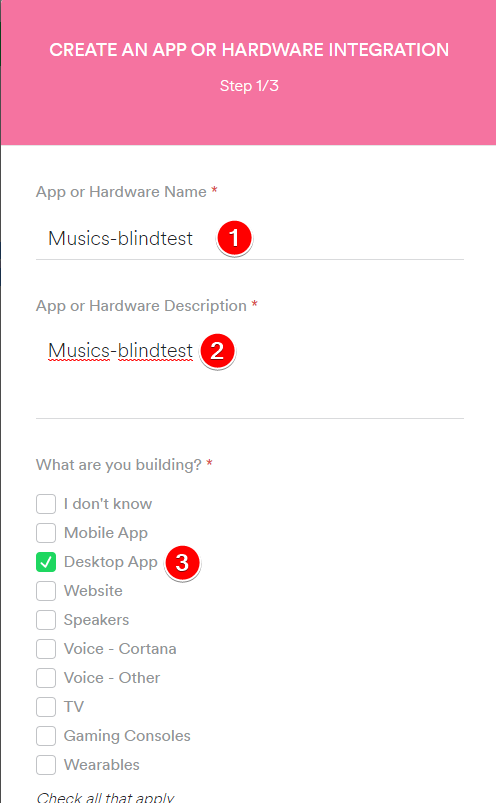 CREATE AN APP OR HARDWARE INTEGRATION
Step 1/3
App or Hardware Name *
Musics-blindtest 1
App or Hardware Description *
Musics-blindtest 2
What are you building? *
I don't know
Mobile App
Desktop App 3
Website
Speakers
Voice - Cortana
Voice - Other
TV
Gaming Consoles
Wearables
Check all that apply